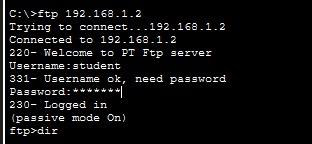 C:\>ftp 192.168.1.2
Trying to connect...192.168.1.2
Connected to 192.168.1.2
220- Welcome to PT Ftp server
Username:student
331- Username ok, need password
Password:*******
230- Logged in
(passive mode On)
ftp>dir